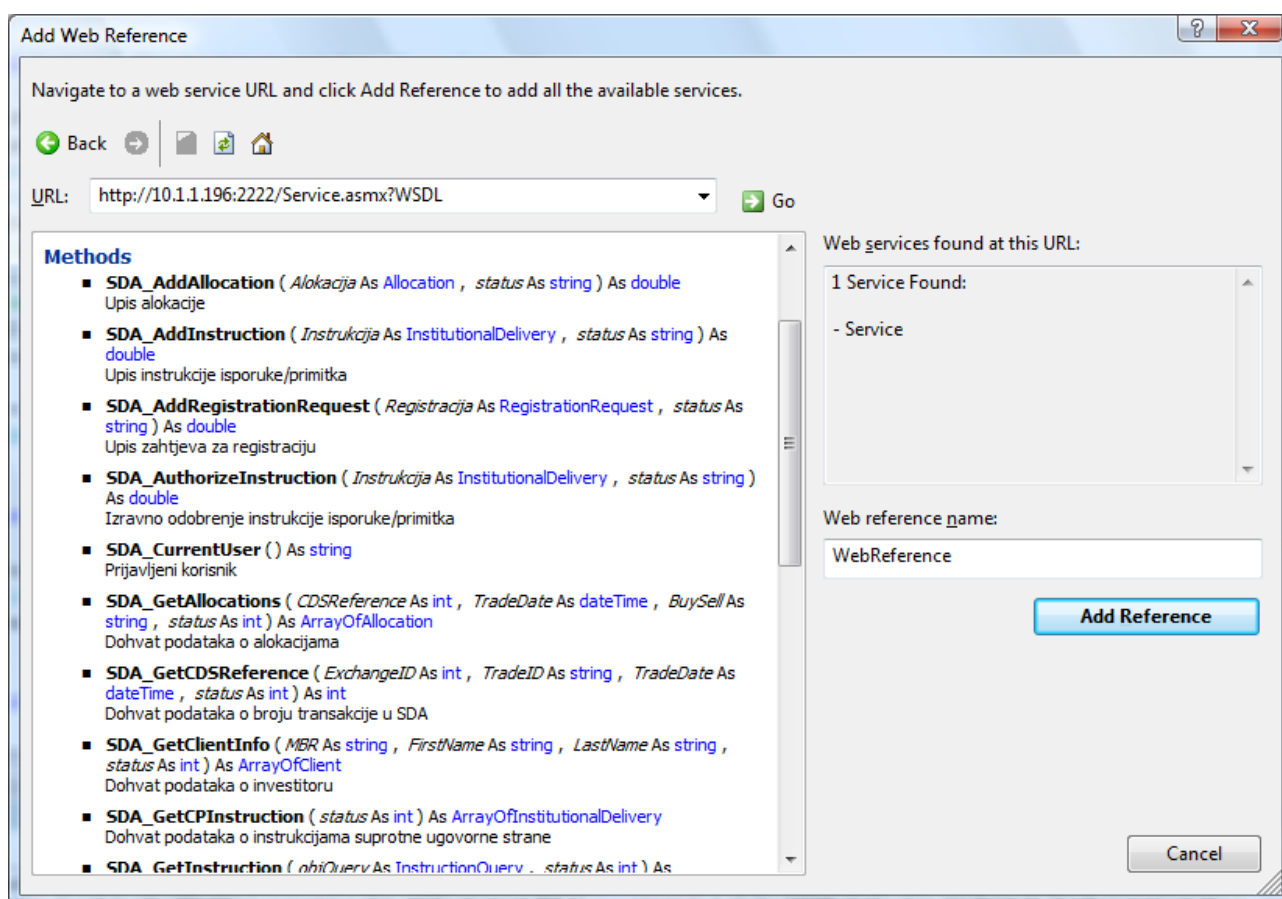 Add Web Reference
Navigate to a web service URL and click Add Reference to add all the available services.
Back
URL: http://10.1.1.196:2222/Service.asmx?WSDL Go
Methods
SDA_AddAllocation ( Alokacija As Allocation , status As string ) As double
Upis alokacije
SDA_AddInstruction ( Instrukcija As InstitutionalDelivery , status As string ) As
double
Upis instrukcije isporuke/primitka
SDA_AddRegistrationRequest ( Registracija As RegistrationRequest , status As
string ) As double
Upis zahtjeva za registraciju
SDA_AuthorizeInstruction ( Instrukcija As InstitutionalDelivery , status As string )
As double
Izravno odobrenje instrukcije isporuke/primitka
SDA_CurrentUser () As string
Prijavljeni korisnik
SDA_GetAllocations ( CDSReference As int , TradeDate As dateTime , BuySell As
string , status As int ) As ArrayOfAllocation
Dohvat podataka o alokacijama
SDA_GetCDSReference ( ExchangeID As int , TradeID As string , TradeDate As
dateTime , status As int ) As int
Dohvat podataka o broju transakcije u SDA
SDA_GetClientInfo ( MBR As string , FirstName As string , LastName As string ,
status As int ) As ArrayOfClient
Dohvat podataka o investitoru
SDA_GetCPInstruction ( status As int ) As ArrayOfInstitutionalDelivery
Dohvat podataka o instrukcijama suprotne ugovorne strane
SDA_GetInstruction ( objQuery As InstructionQuery , status As int ) As
Web services found at this URL:
1 Service Found:
- Service
Web reference name:
WebReference
Add Reference
Cancel